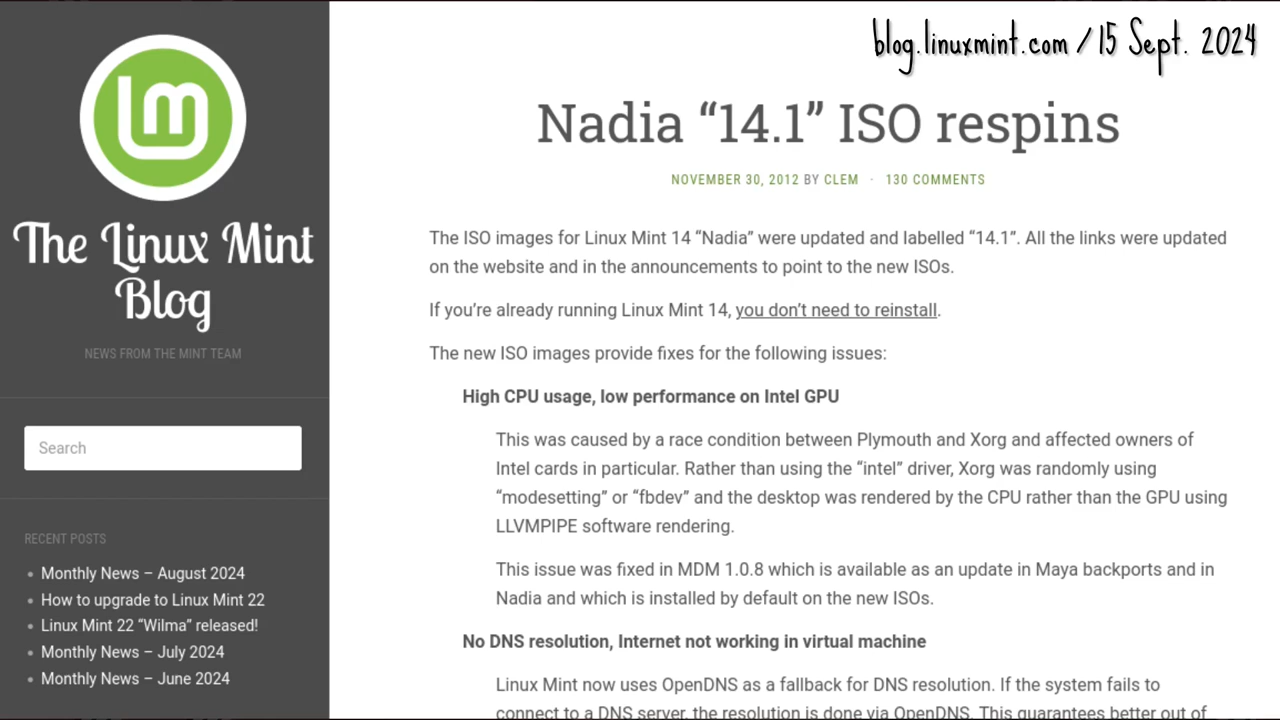 blog.linuxmint.com / 15 Sept. 2024
lm
The Linux Mint
Blog
NEWS FROM THE MINT TEAM
Search
RECENT POSTS
Monthly News – August 2024
How to upgrade to Linux Mint 22
Linux Mint 22 “Wilma” released!
Monthly News – July 2024
Monthly News – June 2024
Nadia “14.1” ISO respins
NOVEMBER 30, 2012 BY CLEM · 130 COMMENTS
The ISO images for Linux Mint 14 “Nadia” were updated and labelled “14.1”. All the links were updated
on the website and in the announcements to point to the new ISOs.
If you’re already running Linux Mint 14, you don’t need to reinstall.
The new ISO images provide fixes for the following issues:
High CPU usage, low performance on Intel GPU
This was caused by a race condition between Plymouth and Xorg and affected owners of
Intel cards in particular. Rather than using the “intel” driver, Xorg was randomly using
“modesetting” or “fbdev” and the desktop was rendered by the CPU rather than the GPU using
LLVMPIPE software rendering.
This issue was fixed in MDM 1.0.8 which is available as an update in Maya backports and in
Nadia and which is installed by default on the new ISOs.
No DNS resolution, Internet not working in virtual machine
Linux Mint now uses OpenDNS as a fallback for DNS resolution. If the system fails to
connect to a DNS server, the resolution is done via OpenDNS. This guarantees better out of